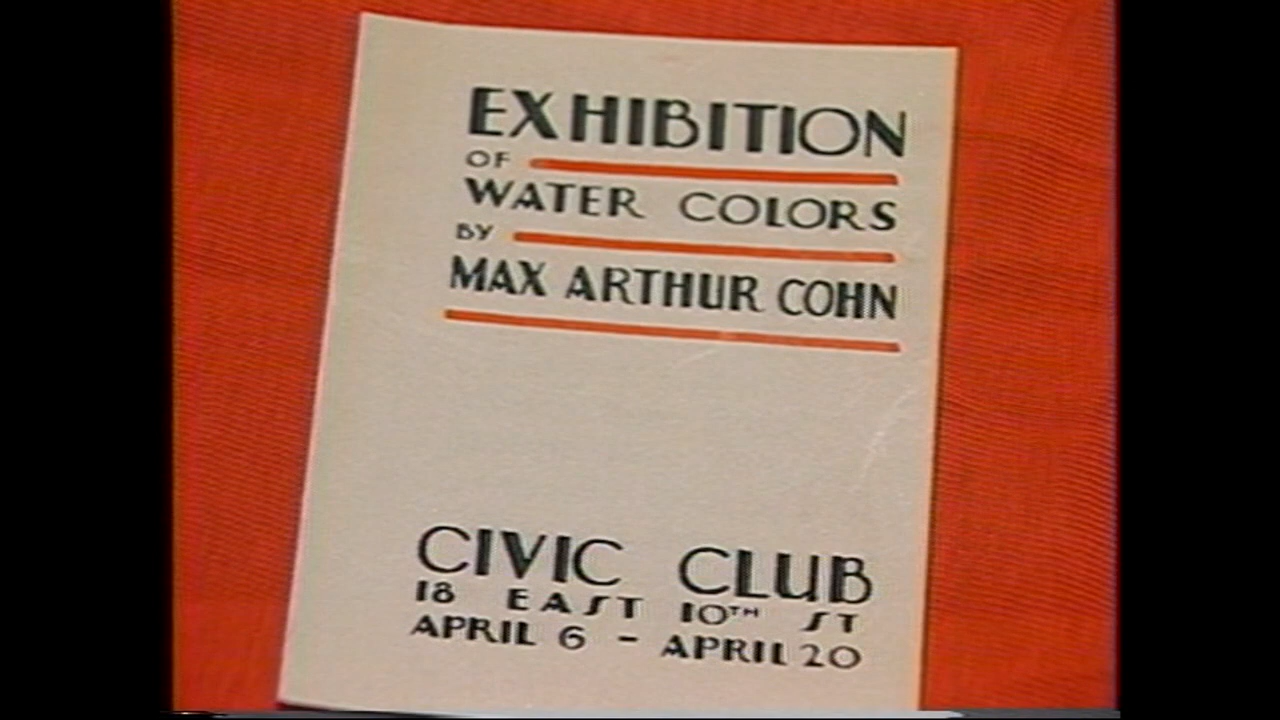 EXHIBITION
OF
WATER COLORS
BY
MAX ARTHUR COHN
CIVIC CLUB
18 EAST 10TH ST
APRIL 6 - APRIL 20